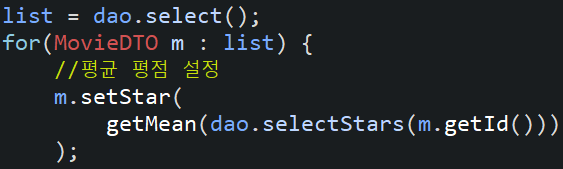 list = dao.select();
for(MovieDTO m : list) {
    //평균 평점 설정
    m.setStar(
        getMean(dao.selectStars(m.getId()))
    );